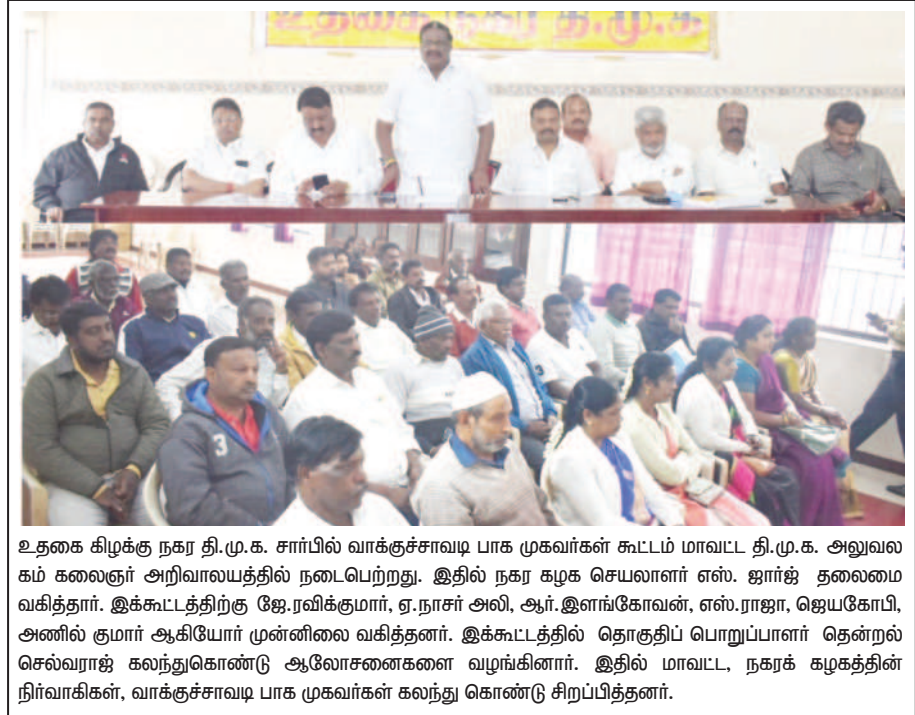 உதகை நகர தி.மு.க
3
உதகை கிழக்கு நகர தி.மு.க. சார்பில் வாக்குச்சாவடி பாக முகவர்கள் கூட்டம் மாவட்ட தி.மு.க. அலுவல
கம் கலைஞர் அறிவாலயத்தில் நடைபெற்றது. இதில் நகர கழக செயலாளர் எஸ். ஜார்ஜ் தலைமை
வகித்தார். இக்கூட்டத்திற்கு ஜே.ரவிக்குமார், ஏ.நாசர் அலி, ஆர்.இளங்கோவன், எஸ்.ராஜா, ஜெயகோபி,
அணில் குமார் ஆகியோர் முன்னிலை வகித்தனர். இக்கூட்டத்தில் தொகுதிப் பொறுப்பாளர் தென்றல்
செல்வராஜ் கலந்துகொண்டு ஆலோசனைகளை வழங்கினார். இதில் மாவட்ட, நகரக் கழகத்தின்
நிர்வாகிகள், வாக்குச்சாவடி பாக முகவர்கள் கலந்து கொண்டு சிறப்பித்தனர்.